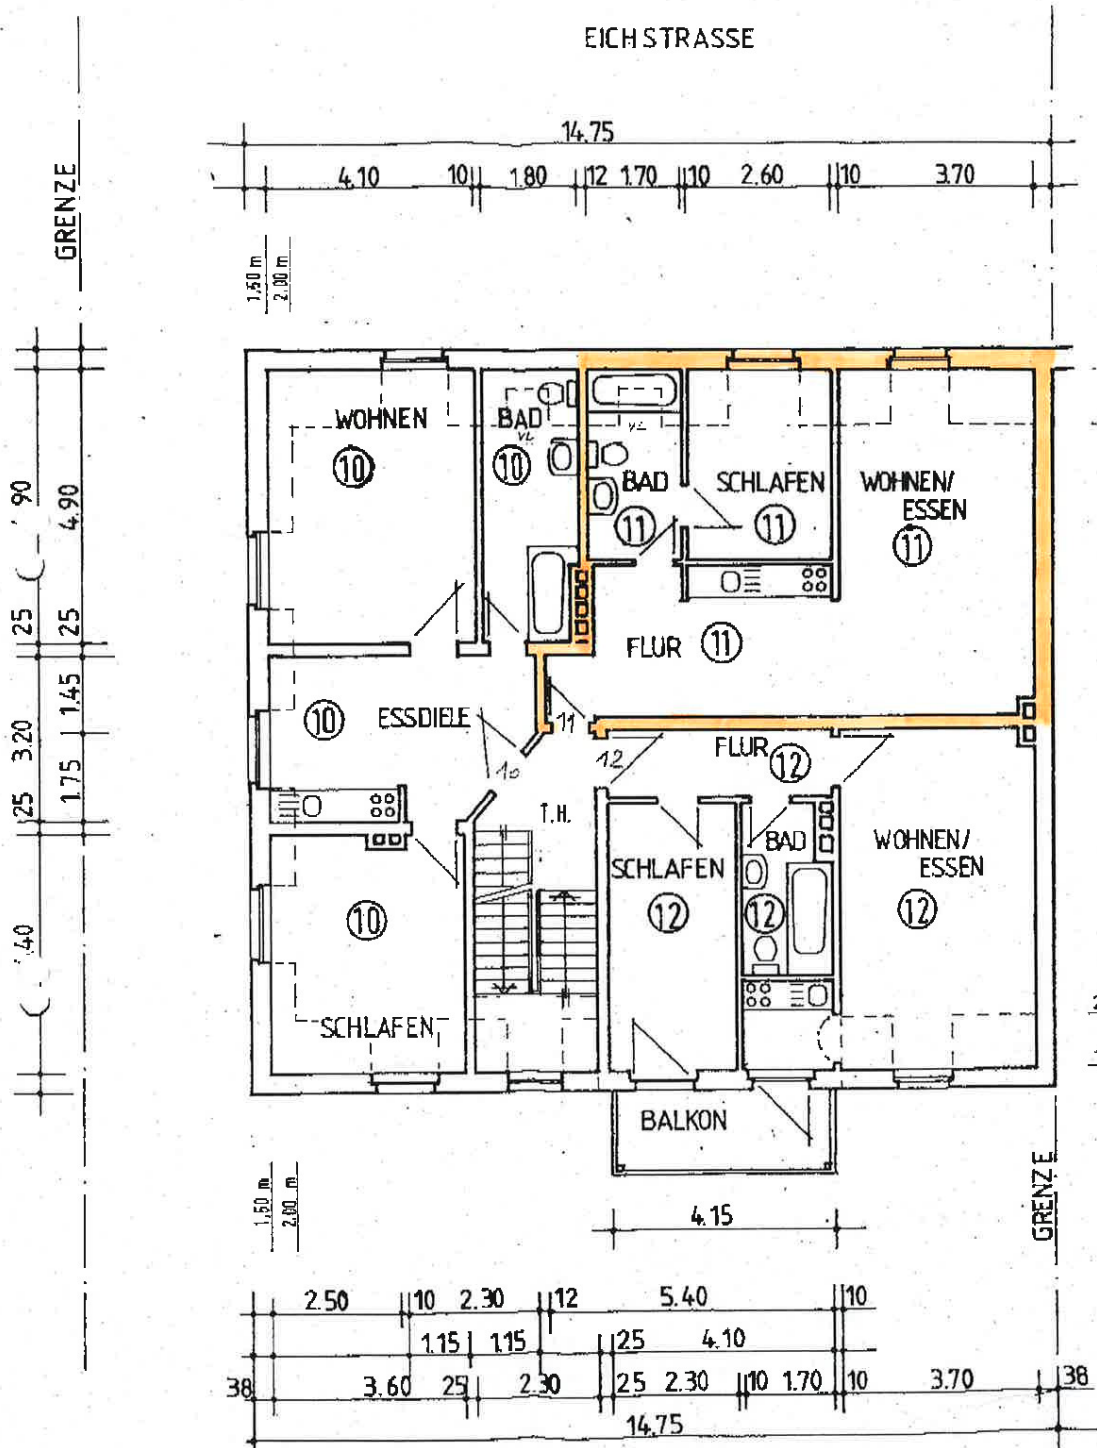 EICHSTRASSE
14.75
4.10 10 1.80 12 1.70 10 2.60 10 3.70
GRENZE
1.50 m
2.00 m
WOHNEN
10
BAD
VL
10
VL
BAD
11
SCHLAFEN
11
WOHNEN/
ESSEN
11
90
4.90
25
25
FLUR 11
10 ESSDIELE
11
10
12
FLUR
12
3.20
1.45
1.75
25
T.H.
SCHLAFEN
12
BAD
12
WOHNEN/
ESSEN
12
10
SCHLAFEN
.40
BALKON
1.50 m
2.00 m
GRENZE
4.15
2.50 10 2.30 12 5.40 10
1.15 1.15 25 4.10
38 3.60 25 2.30 25 2.30 10 1.70 10 3.70 38
14.75